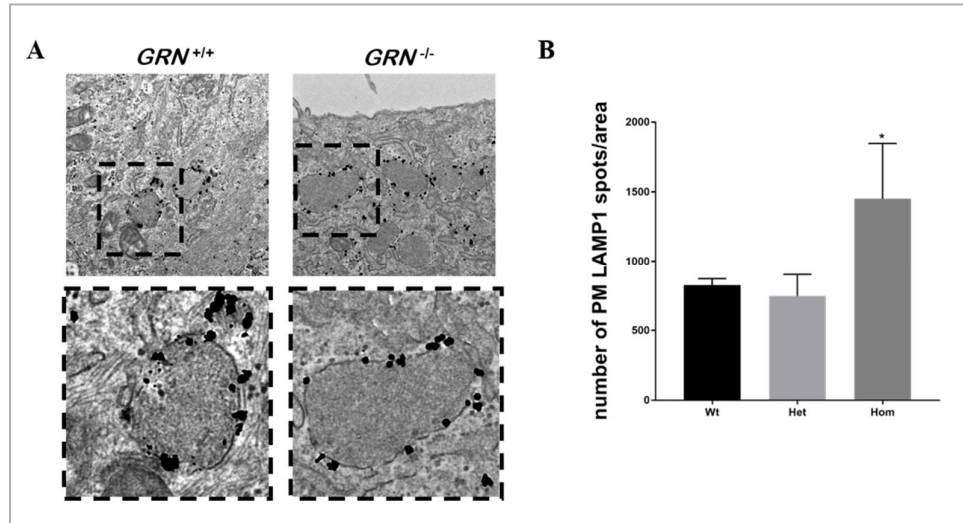 A
GRN+/+
GRN-/-
B
number of PM LAMP1 spots/area
2000
1500
1000
500
0
*
Wt
Het
Hom